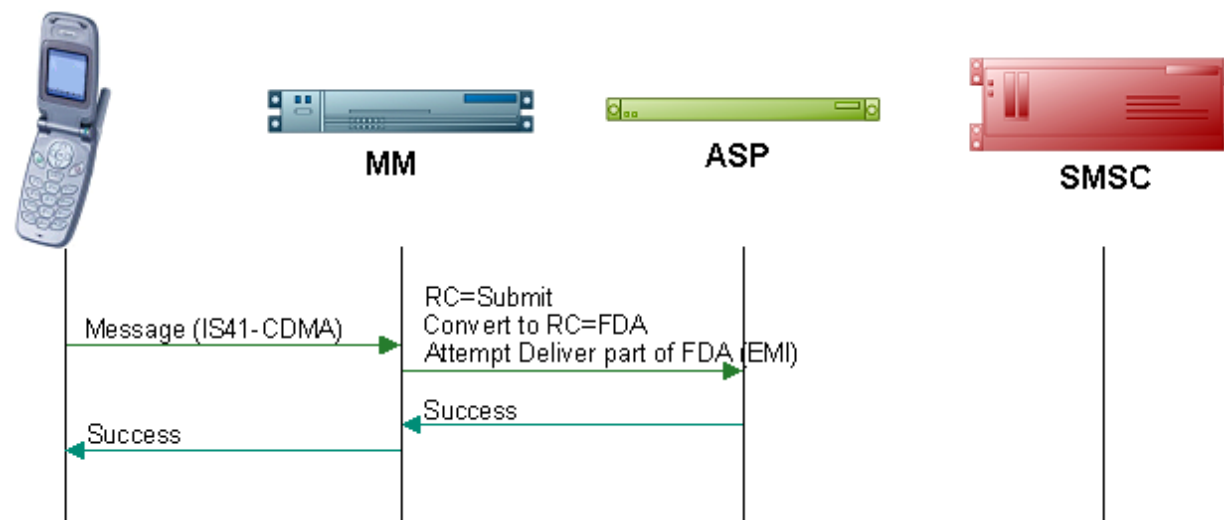 MM
ASP
SMSC
Message (IS41-CDMA)
RC=Submit
Convert to RC=FDA
Attempt Deliver part of FDA (EMI)
Success
Success